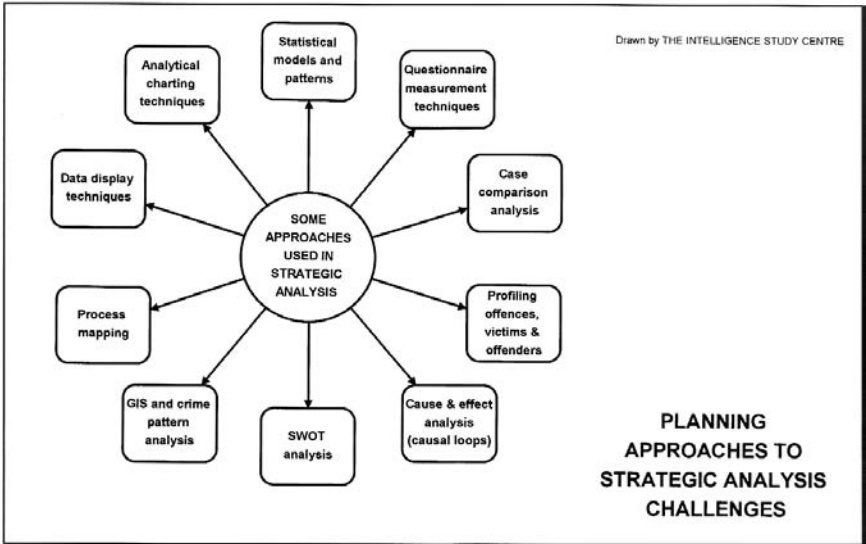 Drawn by THE INTELLIGENCE STUDY CENTRE
Statistical
models and
patterns
Analytical
charting
techniques
Questionnaire
measurement
techniques
Data display
techniques
Case
comparison
analysis
SOME
APPROACHES
USED IN
STRATEGIC
ANALYSIS
Process
mapping
Profiling
offences,
victims &
offenders
GIS and crime
pattern
analysis
SWOT
analysis
Cause & effect
analysis
(causal loops)
PLANNING
APPROACHES TO
STRATEGIC ANALYSIS
CHALLENGES